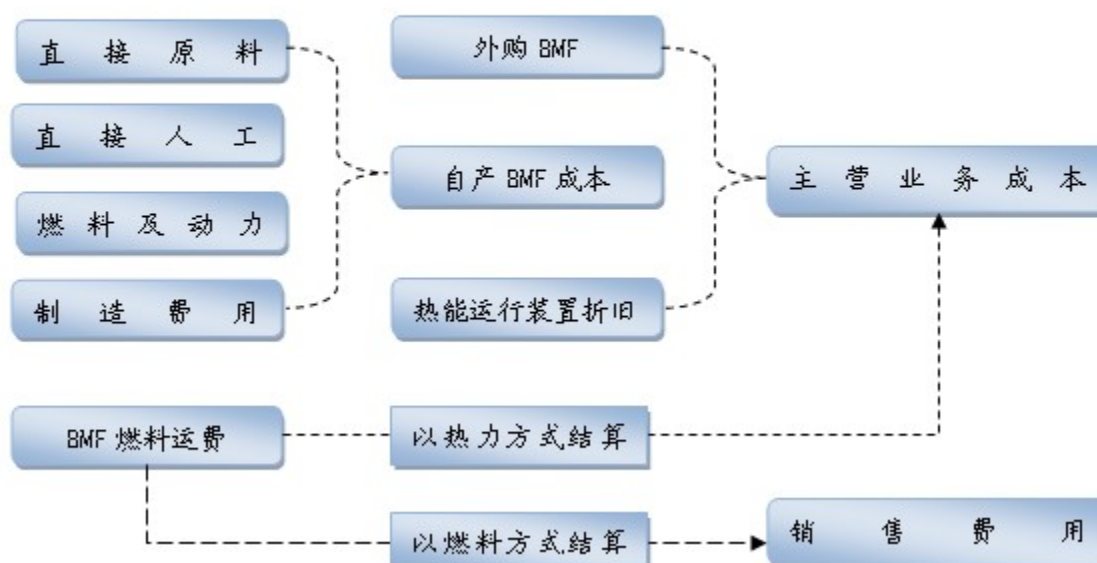 直接原料
外购 BMF
直接人工
自产 BMF 成本
主营业务成本
燃料及动力
制造费用
热能运行装置折旧
BMF 燃料运费
以热力方式结算
以燃料方式结算
销售费用